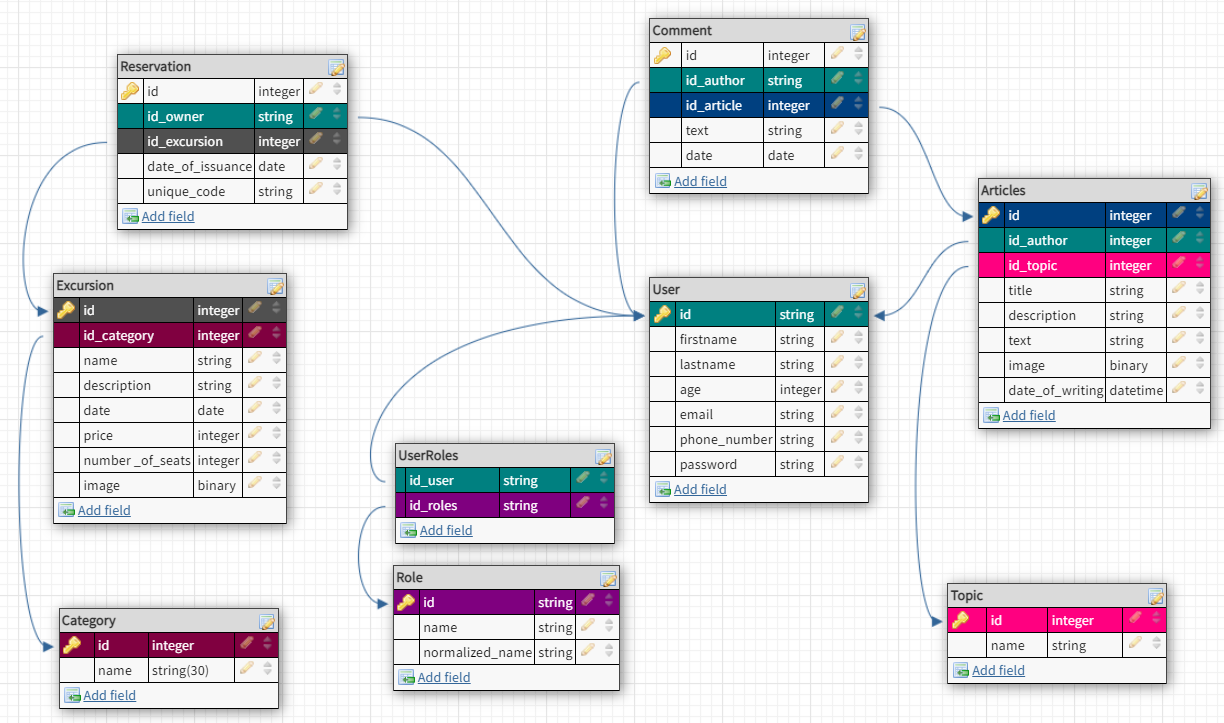 Reservation
id integer
id_owner string
id_excursion integer
date_of_issuance date
unique_code string
Add field
Comment
id integer
id_author string
id_article integer
text string
date date
Add field
Articles
id integer
id_author integer
id_topic integer
title string
description string
text string
image binary
date_of_writing datetime
Add field
Excursion
id integer
id_category integer
name string
description string
date date
price integer
number _of_seats integer
image binary
Add field
User
id string
firstname string
lastname string
age integer
email string
phone_number string
password string
Add field
UserRoles
id_user string
id_roles string
Add field
Role
id string
name string
normalized_name string
Add field
Category
id integer
name string(30)
Add field
Topic
id integer
name string
Add field